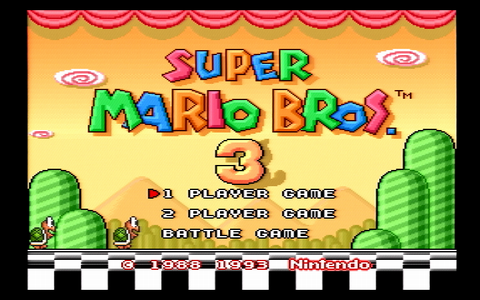 SUPER
MARIO BROS.™
3
1 PLAYER GAME
2 PLAYER GAME
BATTLE GAME
© 1988 1993 Nintendo